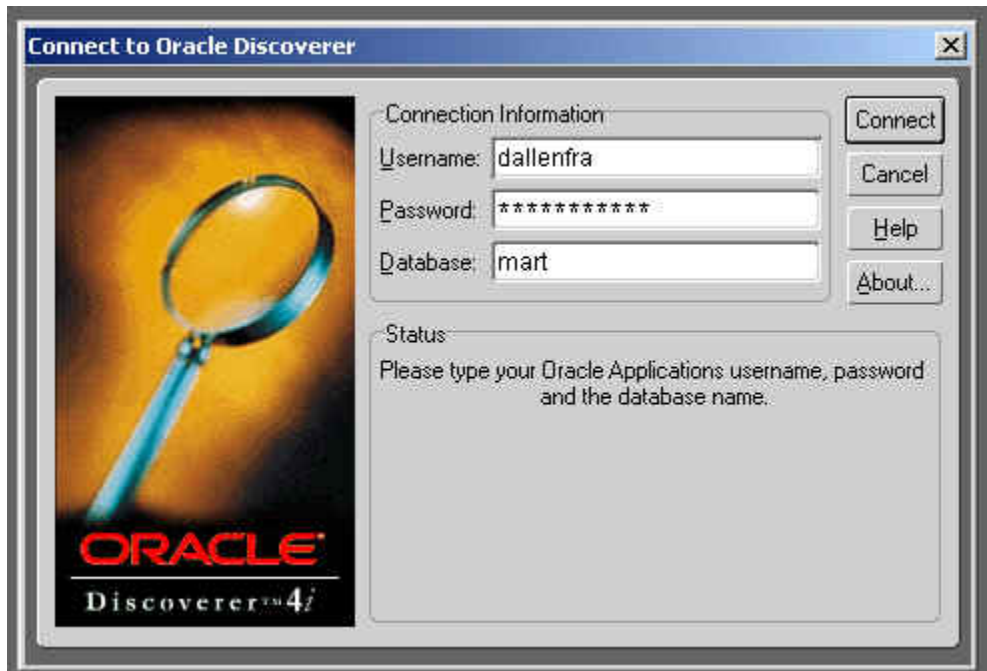 Connect to Oracle Discoverer
Connection Information
Username: dallenfra
Password: ***********
Database: mart
Connect
Cancel
Help
About...
Status
Please type your Oracle Applications username, password
and the database name.
ORACLE
Discoverer™ 4i